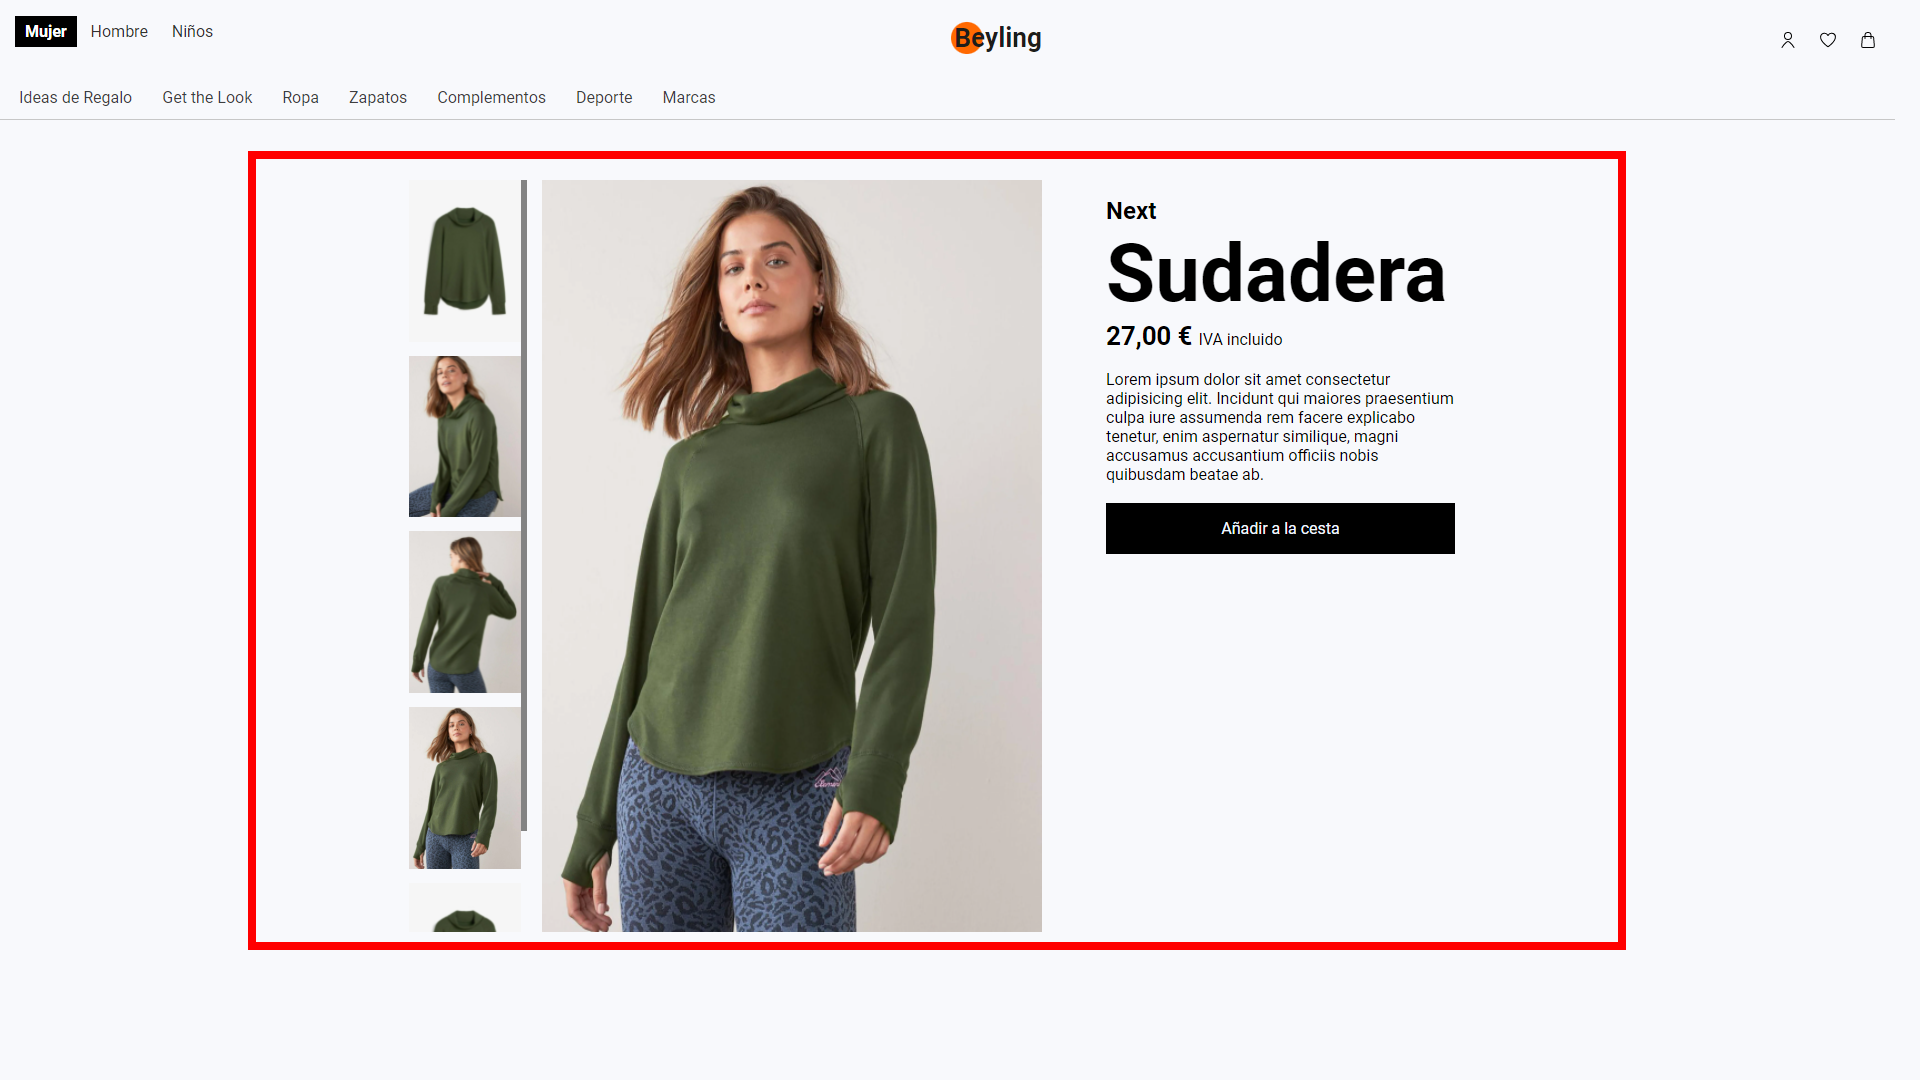 Mujer Hombre Niños
Beyling
Ideas de Regalo Get the Look Ropa Zapatos Complementos Deporte Marcas
Next
Sudadera
27,00 € IVA incluido
Lorem ipsum dolor sit amet consectetur
adipisicing elit. Incidunt qui maiores praesentium
culpa iure assumenda rem facere explicabo
tenetur, enim aspernatur similique, magni
accusamus accusantium officiis nobis
quibusdam beatae ab.
Añadir a la cesta